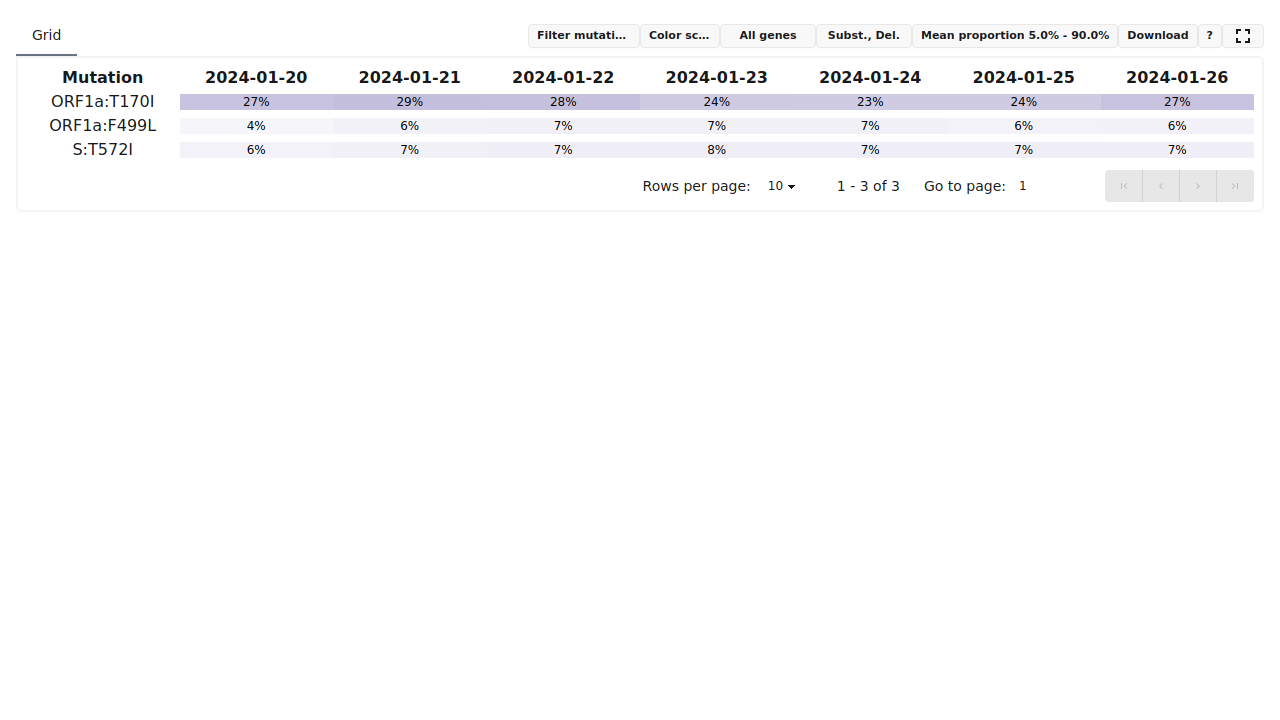 Grid Filter mutati... Color sc... All genes Subst., Del. Mean proportion 5.0% - 90.0% Download ?
Mutation 2024-01-20 2024-01-21 2024-01-22 2024-01-23 2024-01-24 2024-01-25 2024-01-26
ORF1a:T170I 27% 29% 28% 24% 23% 24% 27%
ORF1a:F499L 4% 6% 7% 7% 7% 6% 6%
S:T572I 6% 7% 7% 8% 7% 7% 7%
Rows per page: 10 1 - 3 of 3 Go to page: 1